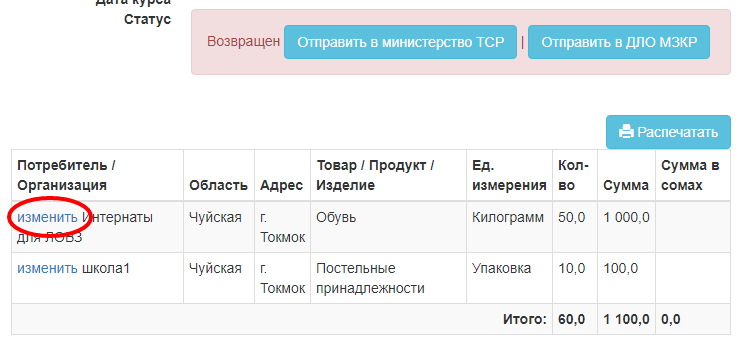 Дата курса
Статус
Возвращен Отправить в министерство ТСР | Отправить в ДЛО МЗКР
Распечатать
Потребитель / Организация Область Адрес Товар / Продукт / Изделие Ед. измерения Кол-во Сумма Сумма в сомах
изменить Интернаты для ЛОВЗ Чуйская г. Токмок Обувь Килограмм 50,0 1 000,0
изменить школа1 Чуйская г. Токмок Постельные принадлежности Упаковка 10,0 100,0
Итого: 60,0 1 100,0 0,0